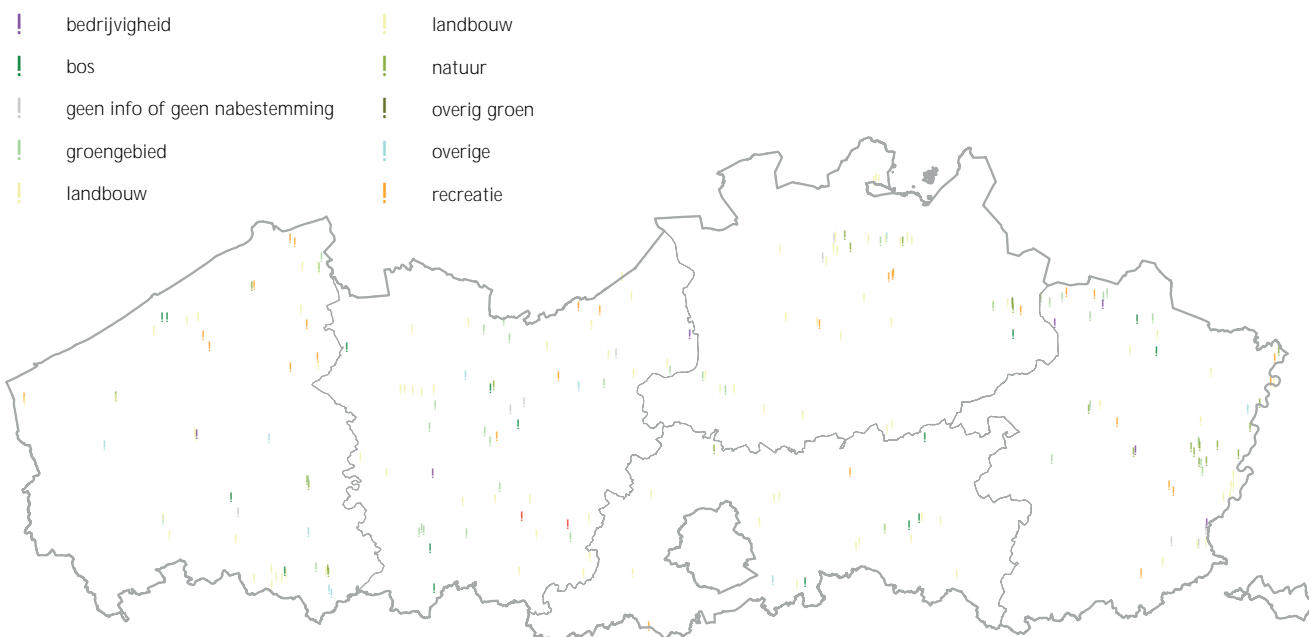 bedrijvigheid
bos
geen info of geen nabestemming
groengebied
landbouw
landbouw
natuur
overig groen
overige
recreatie